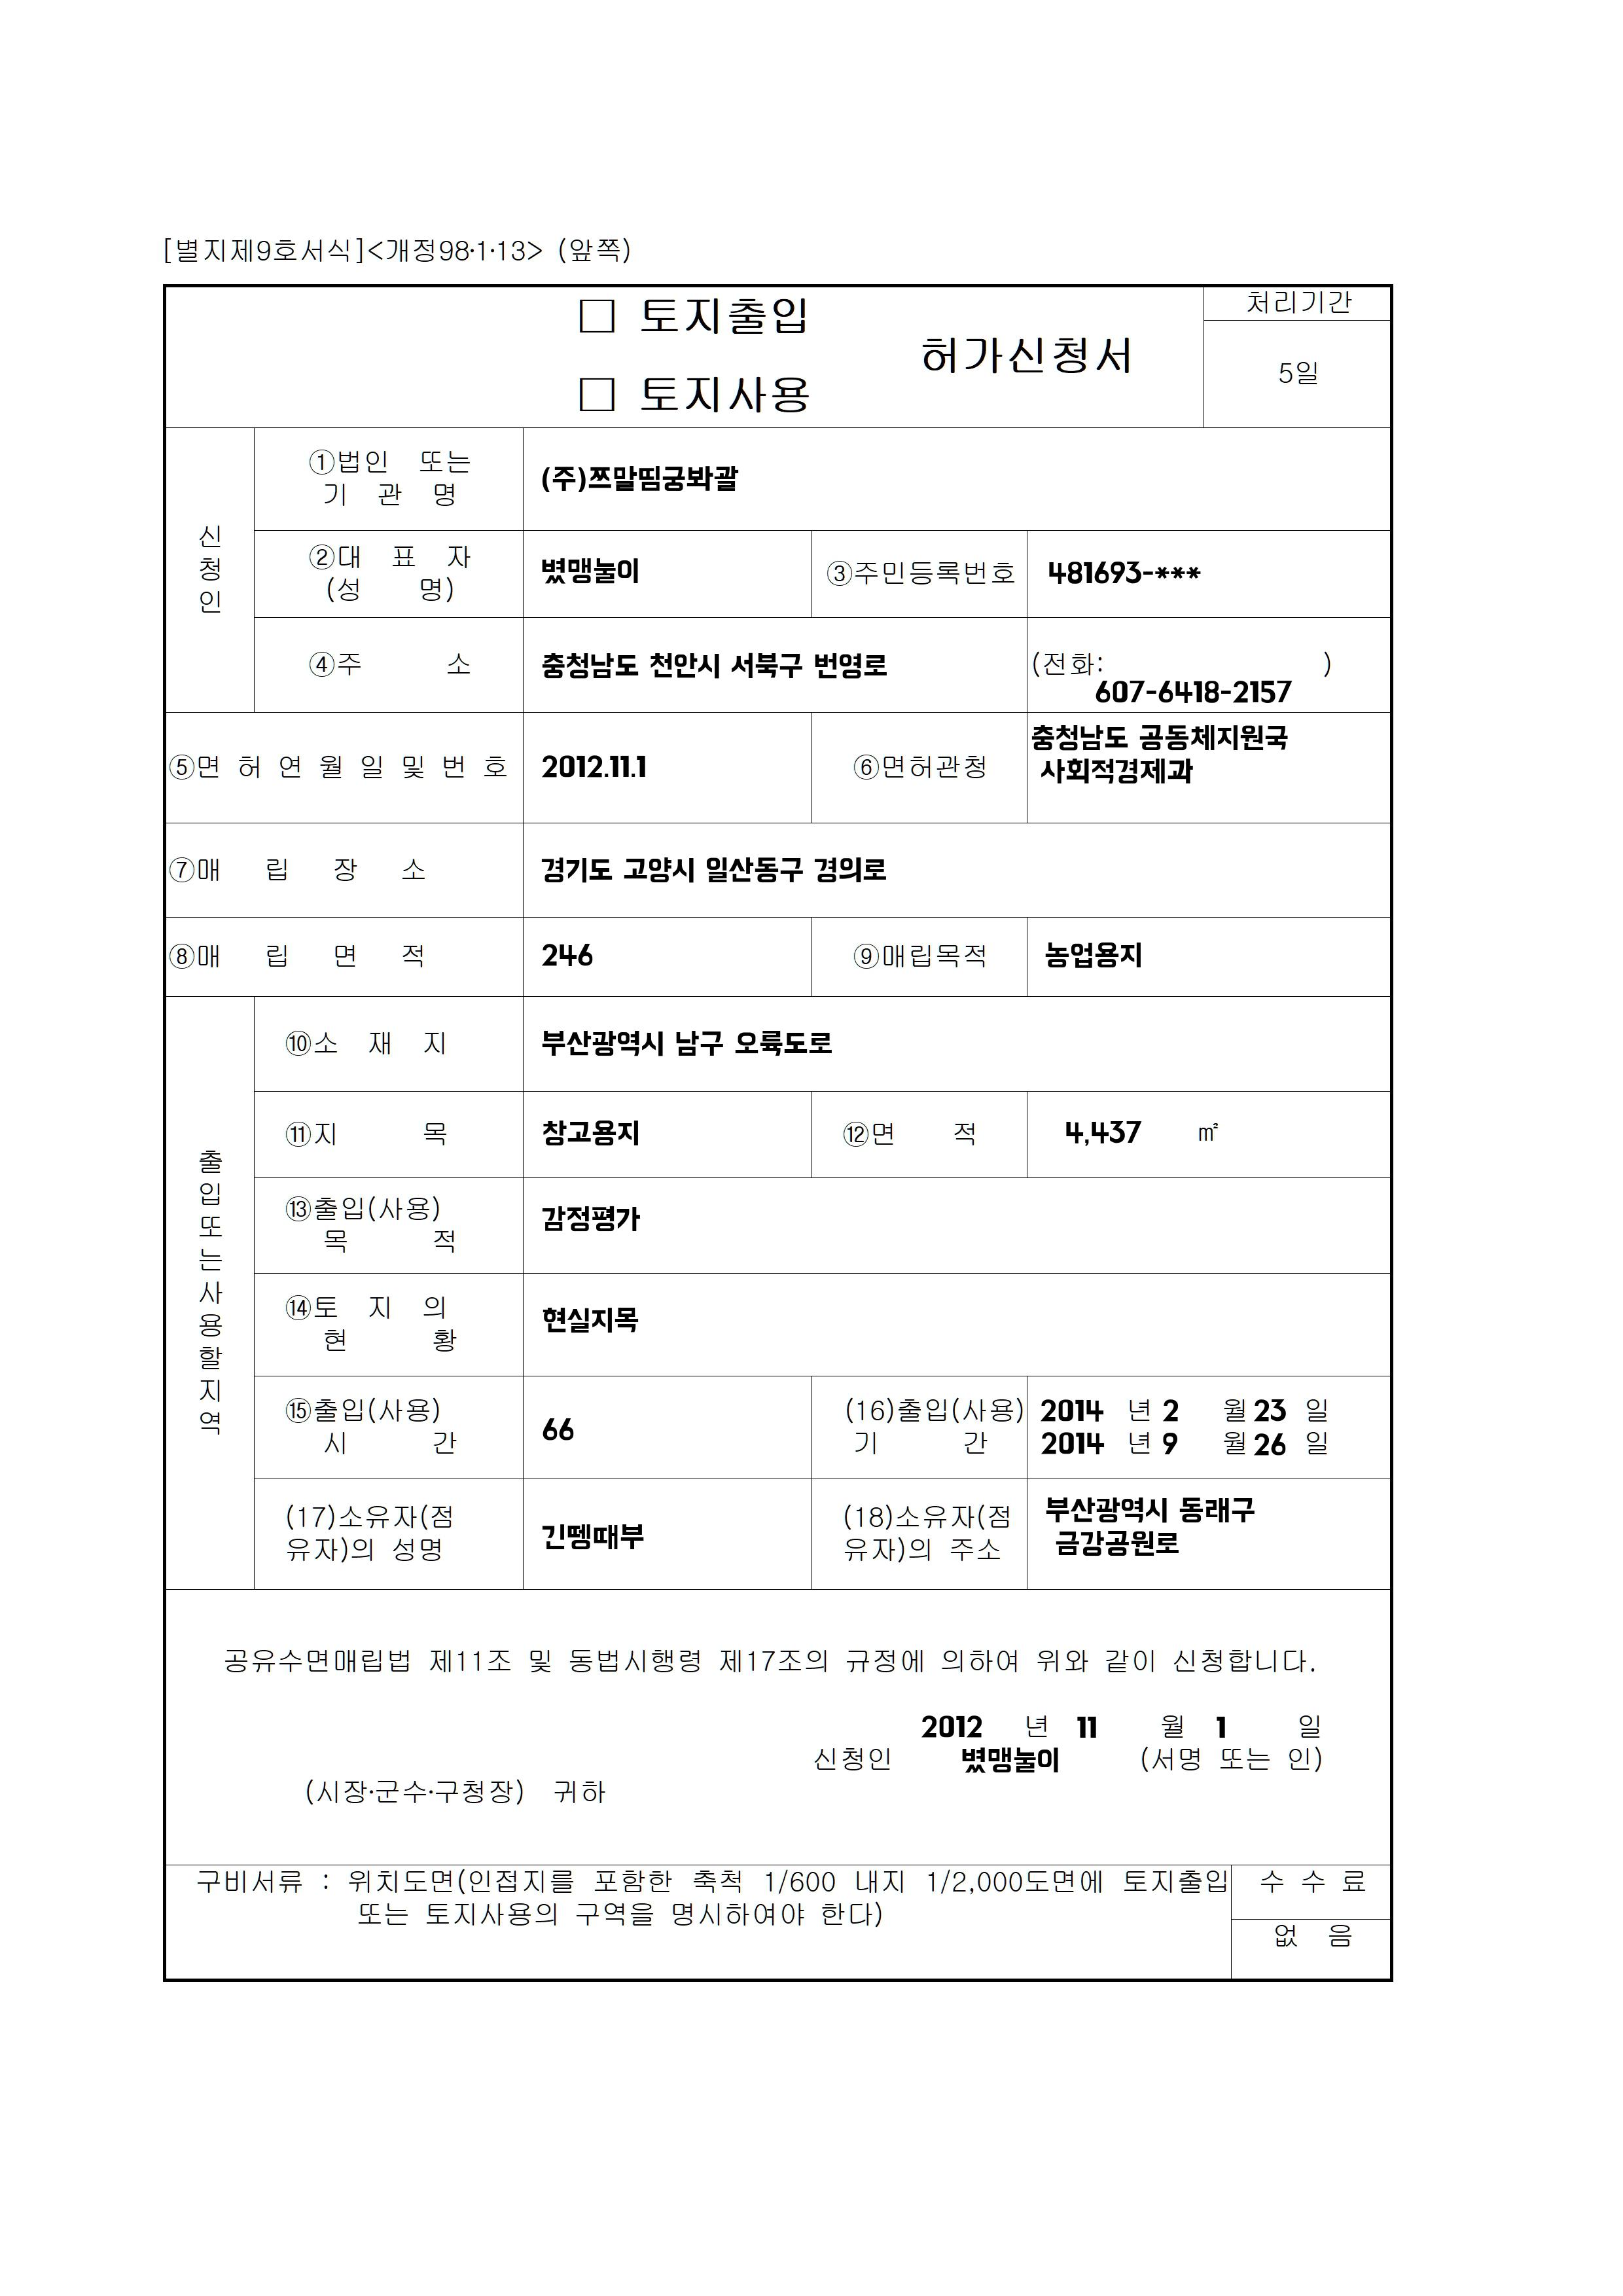 [별지제9호서식]<개정98·1·13> (앞쪽)
□ 토지출입
□ 토지사용
허가신청서
처리기간
5일
신청인
①법인 또는
기 관 명
(주)쯔말띰궁봐괄
②대 표 자
(성 명)
볐맹눌이
③주민등록번호
481693-***
④주 소
충청남도 천안시 서북구 번영로
(전화: )
607-6418-2157
⑤면 허 연 월 일 및 번 호
2012.11.1
⑥면허관청
충청남도 공동체지원국
사회적경제과
⑦매 립 장 소
경기도 고양시 일산동구 경의로
⑧매 립 면 적
246
⑨매립목적
농업용지
출입또는사용할지역
⑩소 재 지
부산광역시 남구 오륙도로
⑪지 목
창고용지
⑫면 적
4,437 ㎡
⑬출입(사용)
목 적
감정평가
⑭토 지 의
현 황
현실지목
⑮출입(사용)
시 간
66
(16)출입(사용)
기 간
2014 년 2 월 23 일
2014 년 9 월 26 일
(17)소유자(점
유자)의 성명
긴뗑때부
(18)소유자(점
유자)의 주소
부산광역시 동래구
금강공원로
공유수면매립법 제11조 및 동법시행령 제17조의 규정에 의하여 위와 같이 신청합니다.
2012 년 11 월 1 일
신청인 볐맹눌이 (서명 또는 인)
(시장·군수·구청장) 귀하
구비서류 : 위치도면(인접지를 포함한 축척 1/600 내지 1/2,000도면에 토지출입
또는 토지사용의 구역을 명시하여야 한다)
수 수 료
없 음